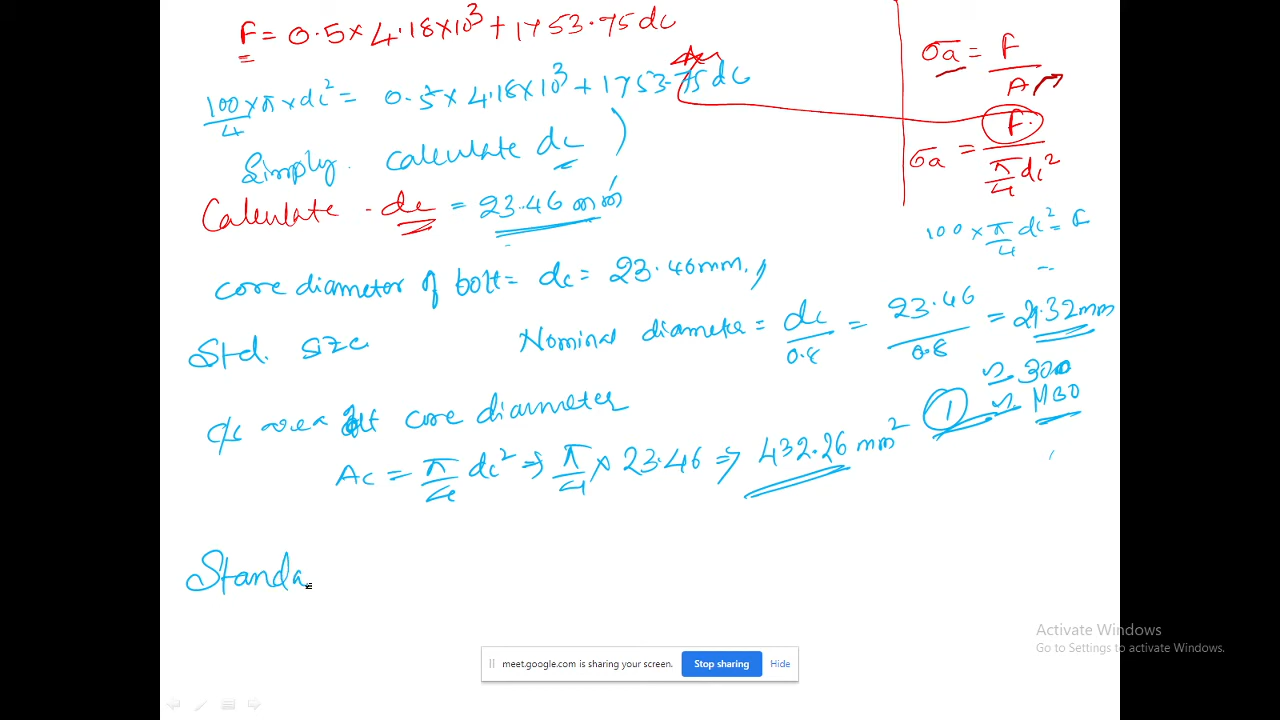 F = 0.5 × 4.18×10³ + 1753.75 dc
100 × π/4 × dc² = 0.5 × 4.18×10³ + 1753.75 dc
Simply. calculate dc )
Calculate - dc = 23.46 mm
core diameter of bolt = dc = 23.46mm.
Std. size
Nominal diameter = dc/0.8 = 23.46/0.8 = 29.32mm
≃ 30
① ≃ M30
c/s area at core diameter
Ac = π/4 dc² ⇒ π/4 × 23.46 ⇒ 432.26 mm²
Standa
σa = F/A
σa = F/(π/4 dc²)
100 × π/4 dc² = F
Activate Windows
Go to Settings to activate Windows.
meet.google.com is sharing your screen. Stop sharing Hide